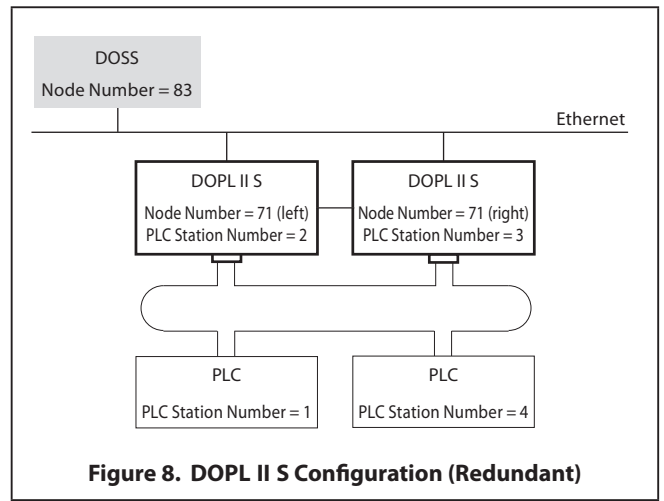 DOSS
Node Number = 83
Ethernet
DOPL II S
Node Number = 71 (left)
PLC Station Number = 2
DOPL II S
Node Number = 71 (right)
PLC Station Number = 3
PLC
PLC Station Number = 1
PLC
PLC Station Number = 4
Figure 8. DOPL II S Configuration (Redundant)